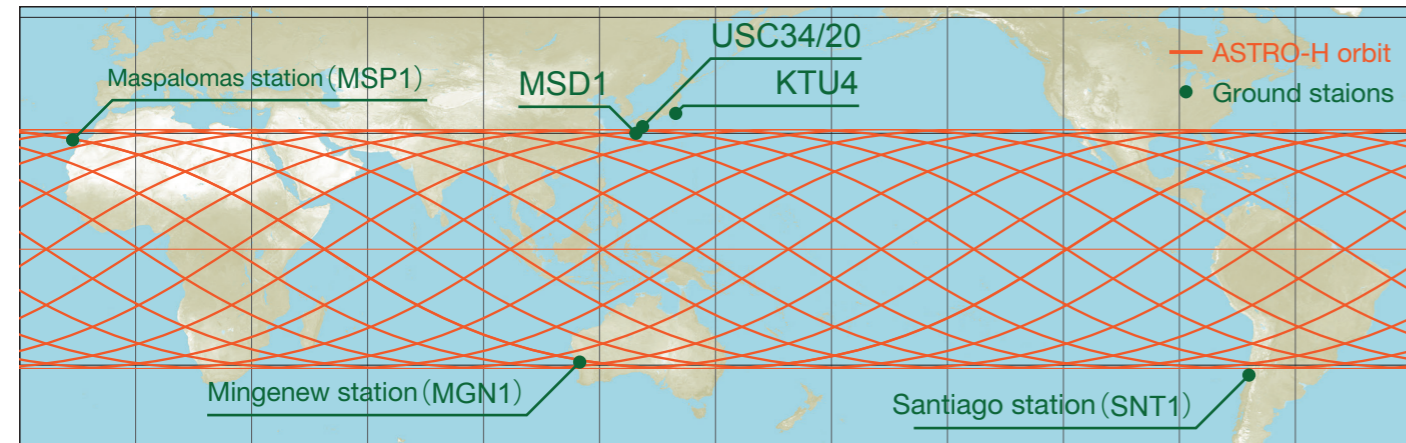 USC34/20
ASTRO-H orbit
Maspalomas station (MSP1)
MSD1
KTU4
Ground staions
Mingenew station (MGN1)
Santiago station (SNT1)